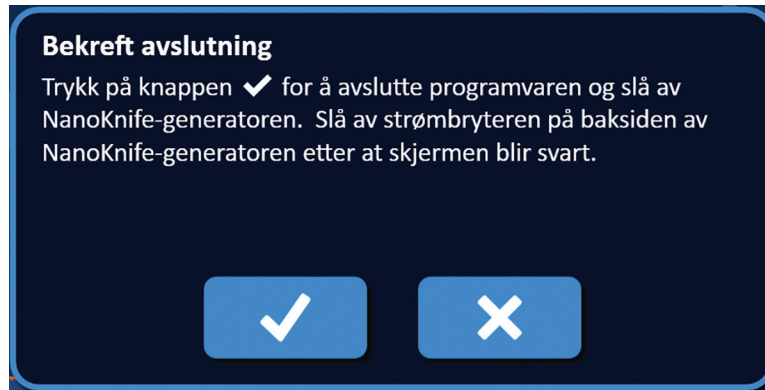 Bekreft avslutning
Trykk på knappen ✔ for å avslutte programvaren og slå av
NanoKnife-generatoren.  Slå av strømbryteren på baksiden av
NanoKnife-generatoren etter at skjermen blir svart.